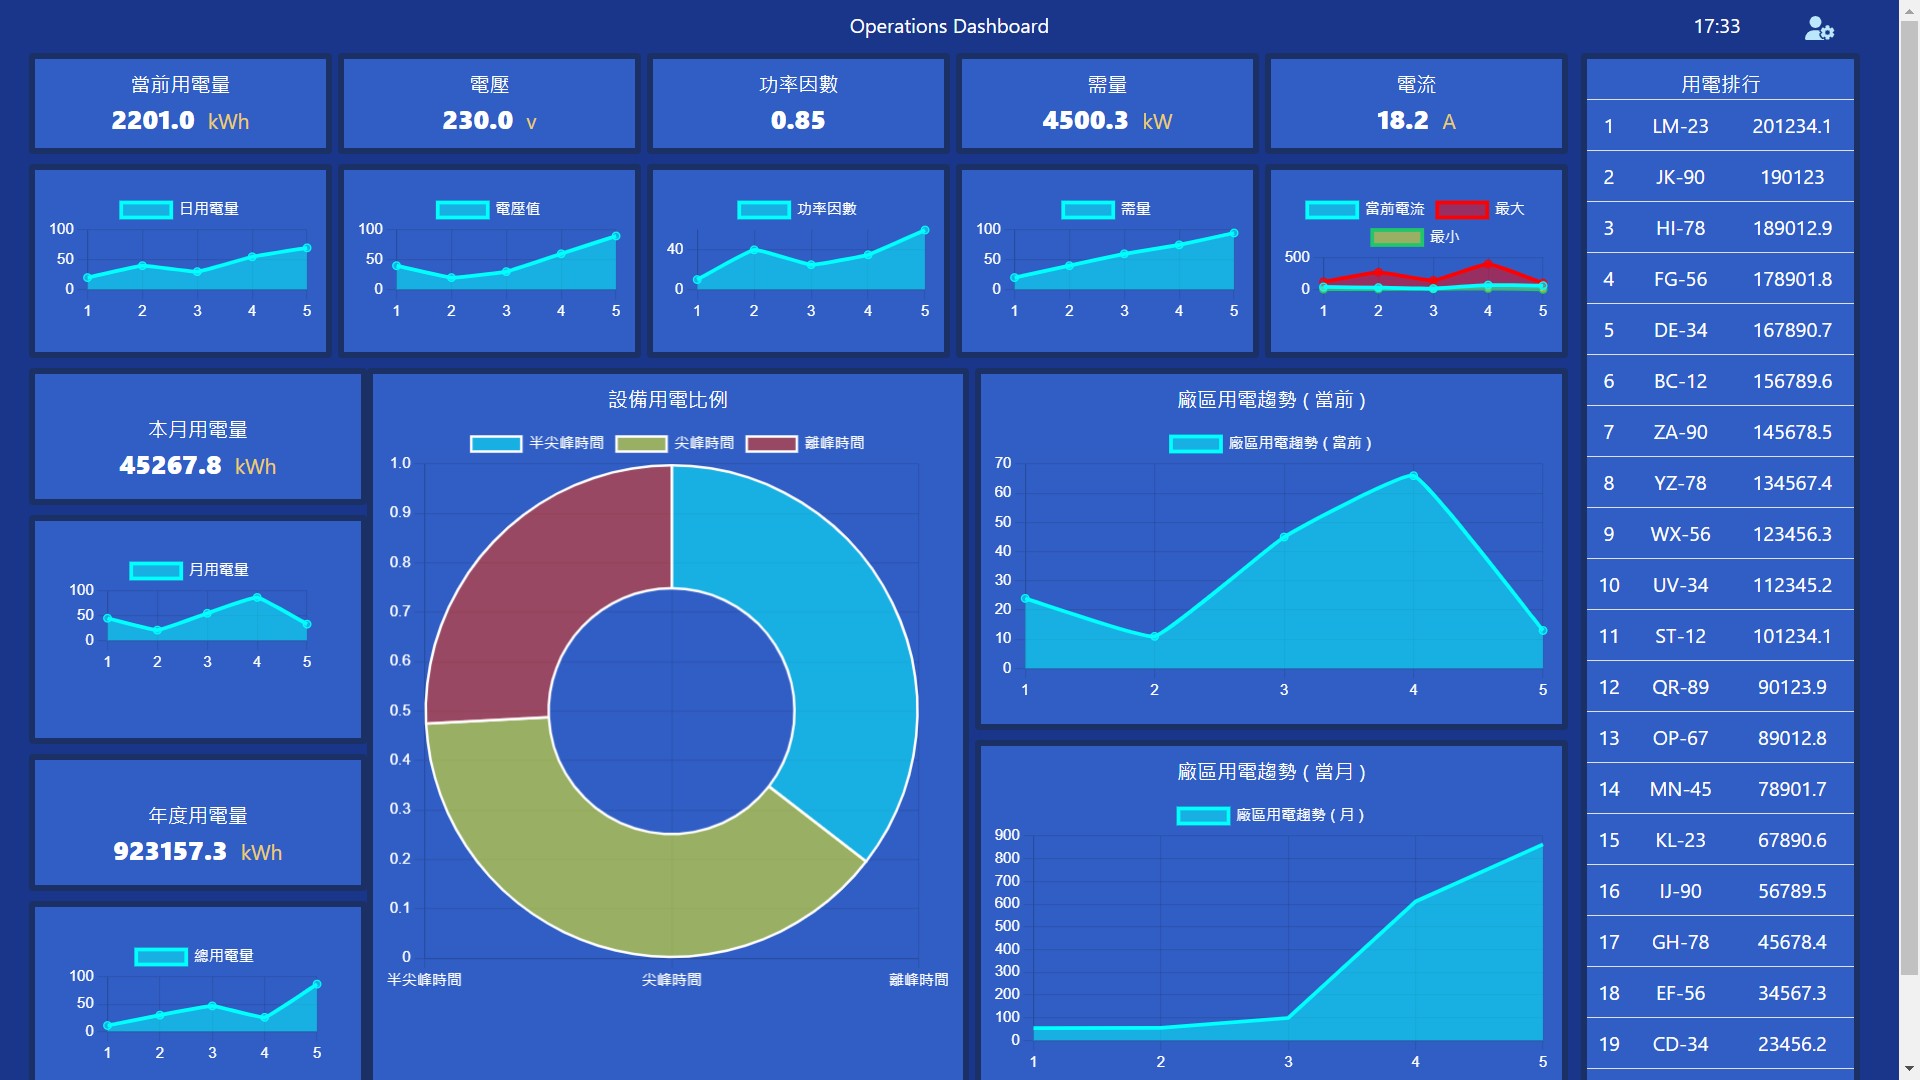 Operations Dashboard
17:33
當前用電量
2201.0 kWh
電壓
230.0 v
功率因數
0.85
需量
4500.3 kW
電流
18.2 A
日用電量
100
50
0
1 2 3 4 5
電壓值
100
50
0
1 2 3 4 5
功率因數
40
0
1 2 3 4 5
需量
100
50
0
1 2 3 4 5
當前電流 最大
最小
500
0
1 2 3 4 5
本月用電量
45267.8 kWh
月用電量
100
50
0
1 2 3 4 5
年度用電量
923157.3 kWh
總用電量
100
50
0
1 2 3 4 5
設備用電比例
半尖峰時間 尖峰時間 離峰時間
1.0
0.9
0.8
0.7
0.6
0.5
0.4
0.3
0.2
0.1
0
半尖峰時間 尖峰時間 離峰時間
廠區用電趨勢 ( 當前 )
廠區用電趨勢 ( 當前 )
70
60
50
40
30
20
10
0
1 2 3 4 5
廠區用電趨勢 ( 當月 )
廠區用電趨勢 ( 月 )
900
800
700
600
500
400
300
200
100
0
1 2 3 4 5
用電排行
1 LM-23 201234.1
2 JK-90 190123
3 HI-78 189012.9
4 FG-56 178901.8
5 DE-34 167890.7
6 BC-12 156789.6
7 ZA-90 145678.5
8 YZ-78 134567.4
9 WX-56 123456.3
10 UV-34 112345.2
11 ST-12 101234.1
12 QR-89 90123.9
13 OP-67 89012.8
14 MN-45 78901.7
15 KL-23 67890.6
16 IJ-90 56789.5
17 GH-78 45678.4
18 EF-56 34567.3
19 CD-34 23456.2